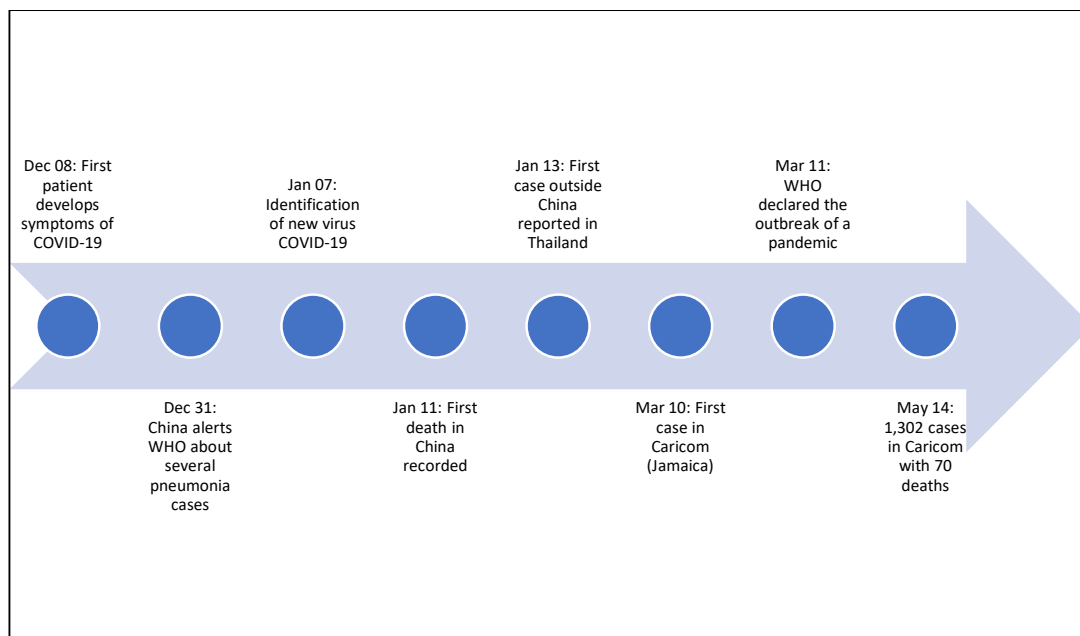 Dec 08: First
patient
develops
symptoms of
COVID-19
Dec 31:
China alerts
WHO about
several
pneumonia
cases
Jan 07:
Identification
of new virus
COVID-19
Jan 11: First
death in
China
recorded
Jan 13: First
case outside
China
reported in
Thailand
Mar 10: First
case in
Caricom
(Jamaica)
Mar 11:
WHO
declared the
outbreak of a
pandemic
May 14:
1,302 cases
in Caricom
with 70
deaths